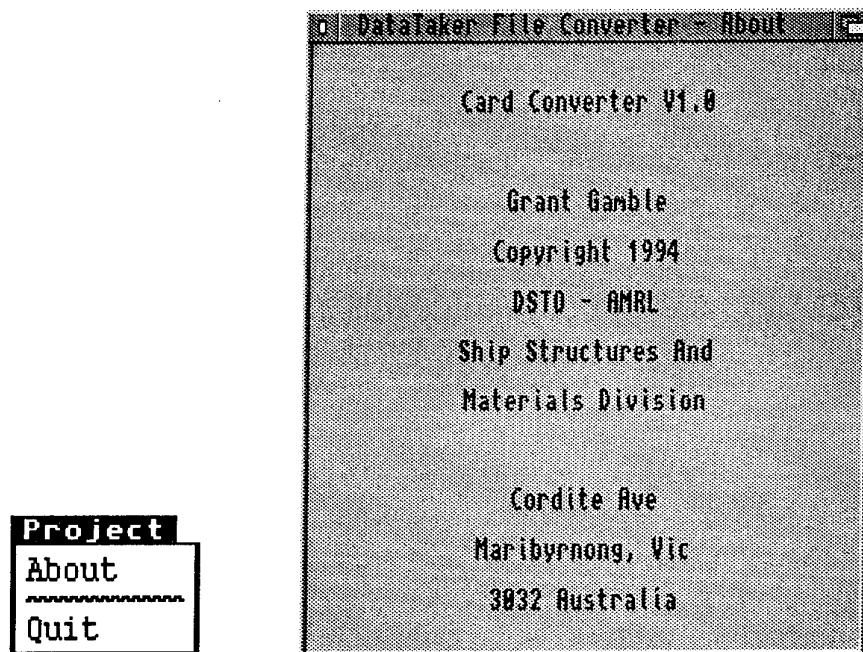 DataTaker File Converter - About
Card Converter V1.0
Grant Gamble
Copyright 1994
DSTO - AMRL
Ship Structures And
Materials Division
Cordite Ave
Maribyrnong, Vic
3032 Australia
Project
About
Quit